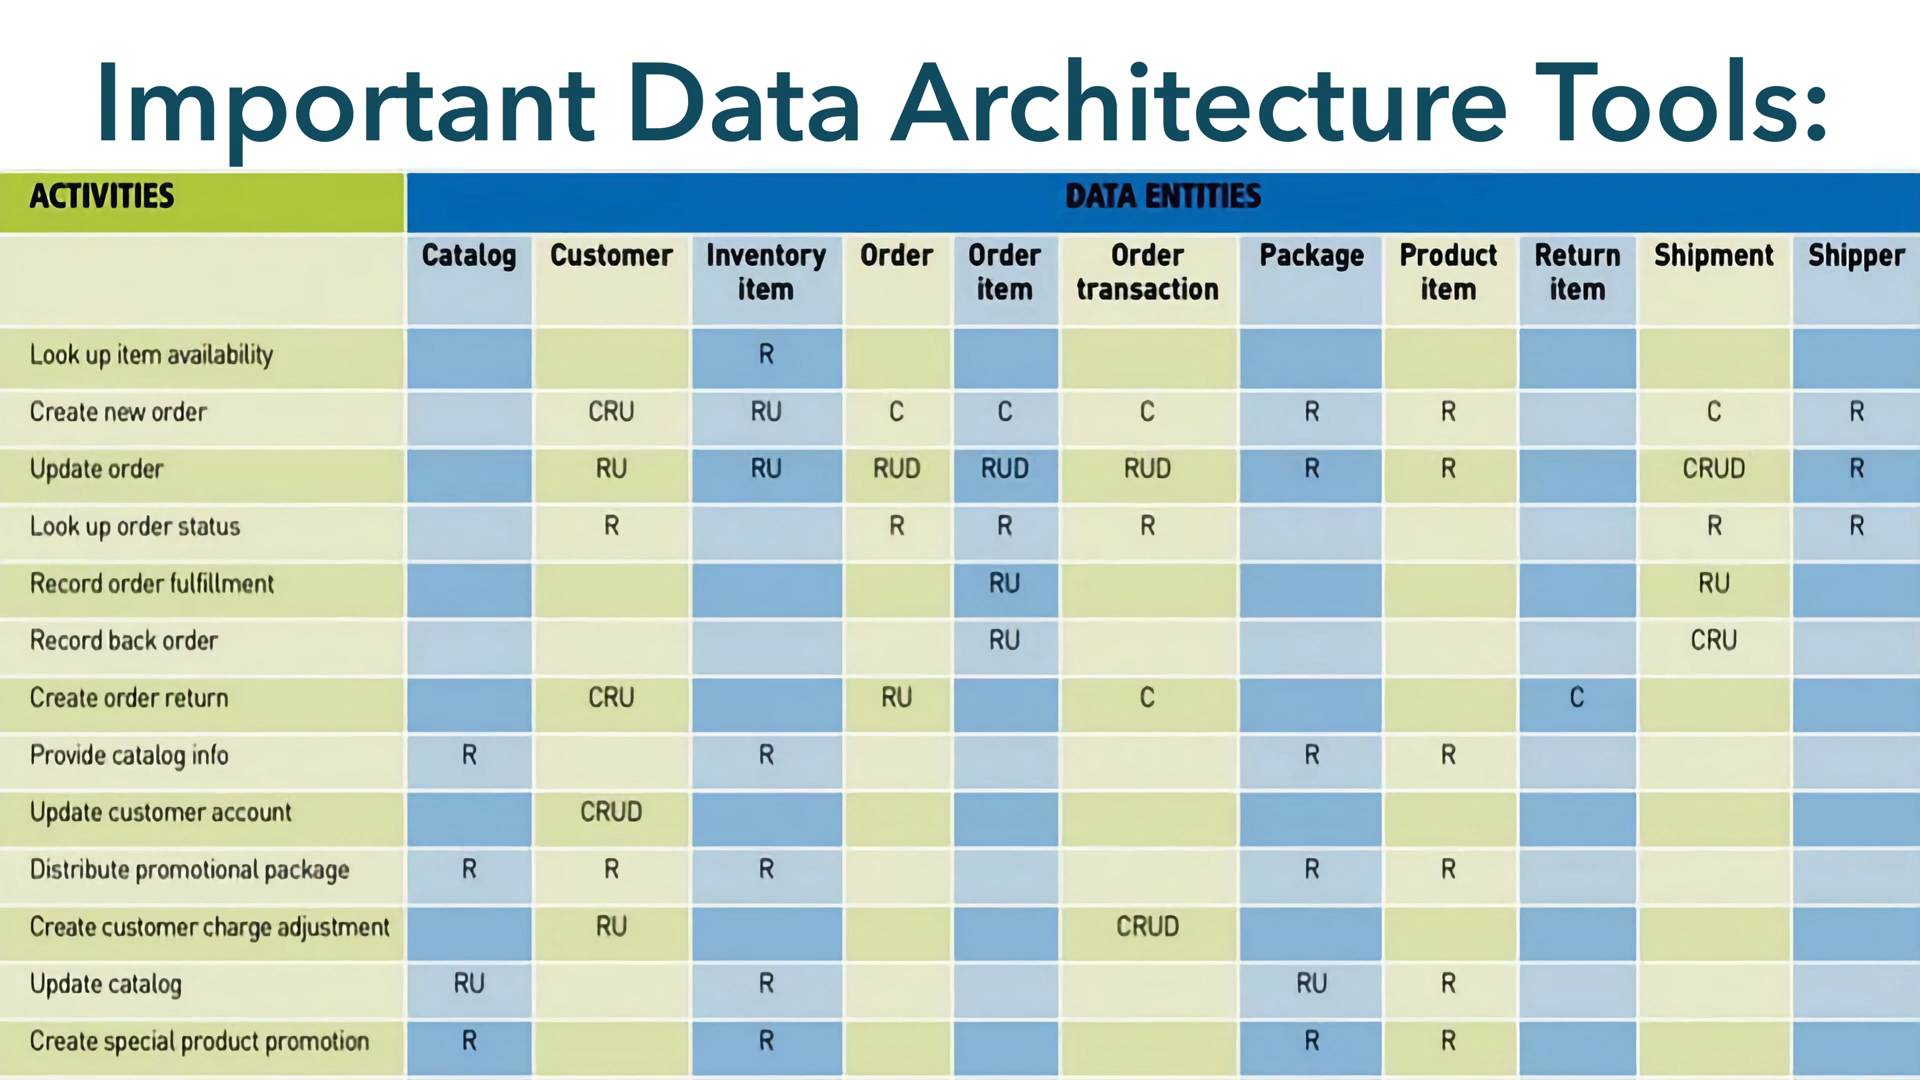 Important Data Architecture Tools:
ACTIVITIES DATA ENTITIES
Catalog Customer Inventory item Order Order item Order transaction Package Product item Return item Shipment Shipper
Look up item availability R
Create new order CRU RU C C C R R C R
Update order RU RU RUD RUD RUD R R CRUD R
Look up order status R R R R R R
Record order fulfillment RU RU
Record back order RU CRU
Create order return CRU RU C C
Provide catalog info R R R R
Update customer account CRUD
Distribute promotional package R R R R R
Create customer charge adjustment RU CRUD
Update catalog RU R RU R
Create special product promotion R R R R